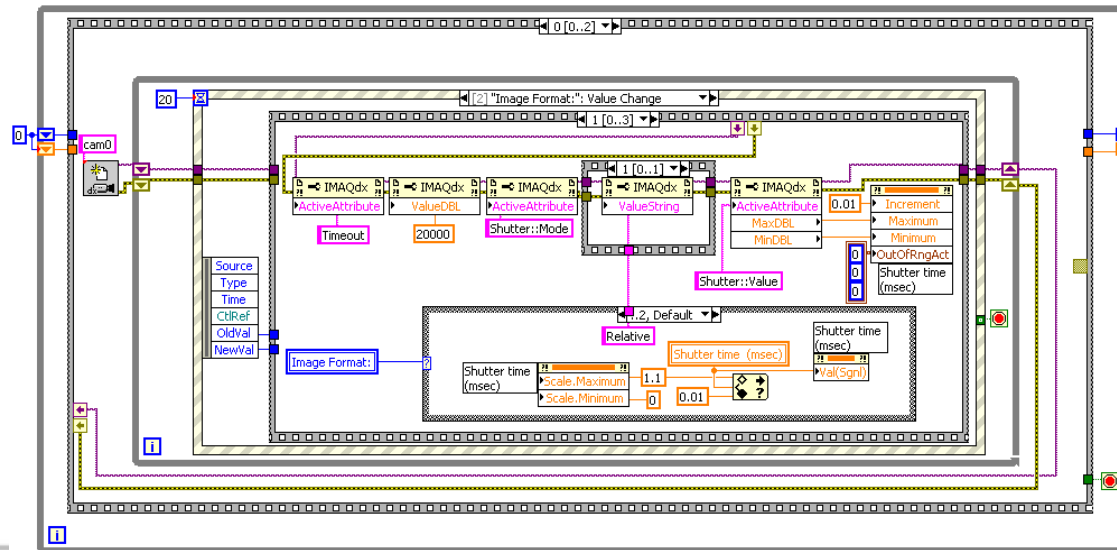 0 [0..2]
20
[2] "Image Format:": Value Change
1 [0..3]
0
cam0
1 [0..1]
IMAQdx
ActiveAttribute
IMAQdx
ValueDBL
IMAQdx
ActiveAttribute
IMAQdx
ValueString
IMAQdx
ActiveAttribute
MaxDBL
MinDBL
0.01
Increment
Maximum
Minimum
OutOfRngAct
Timeout
20000
Shutter::Mode
Shutter::Value
0
0
0
Shutter time
(msec)
Source
Type
Time
CtlRef
OldVal
NewVal
..2, Default
Relative
Image Format:
Shutter time
(msec)
Scale.Maximum
Scale.Minimum
1.1
0
Shutter time (msec)
0.01
Shutter time
(msec)
Val(Sgnl)
?
i
i